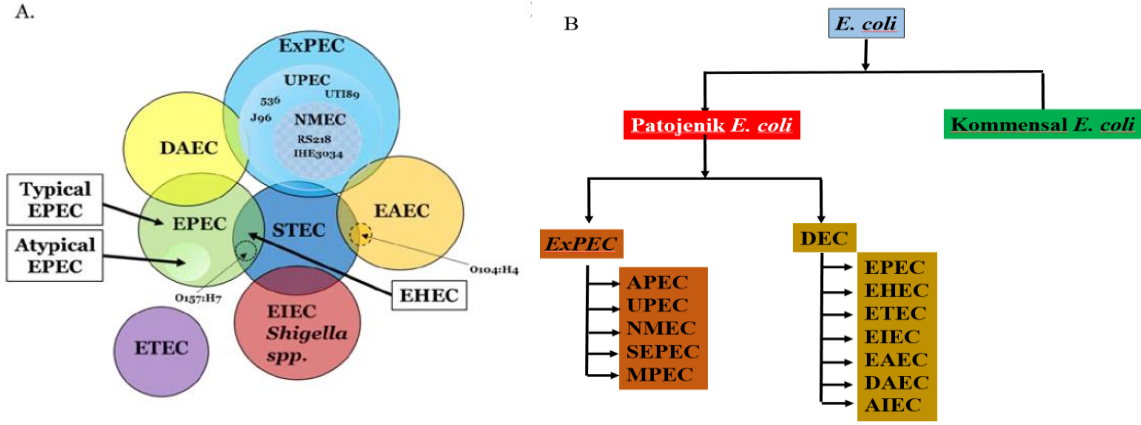 A.
ExPEC
UPEC
UTI89
536
J96
NMEC
RS218
IHE3034
DAEC
Typical
EPEC
EPEC
STEC
EAEC
Atypical
EPEC
O157:H7
O104:H4
EHEC
EIEC
Shigella
spp.
ETEC
B
E. coli
Patojenik E. coli
Kommensal E. coli
ExPEC
APEC
UPEC
NMEC
SEPEC
MPEC
DEC
EPEC
EHEC
ETEC
EIEC
EAEC
DAEC
AIEC